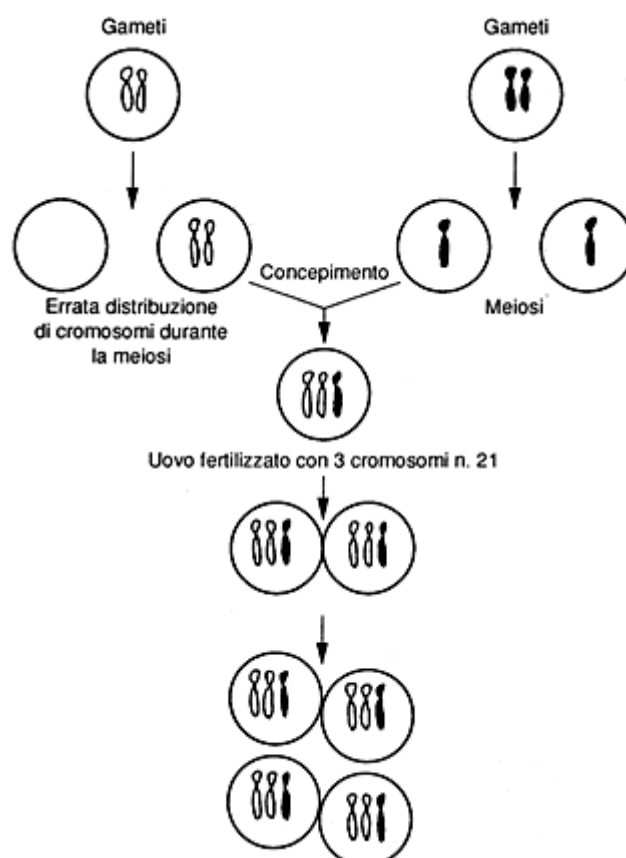 Gameti
Gameti
Concepimento
Errata distribuzione
di cromosomi durante
la meiosi
Meiosi
Uovo fertilizzato con 3 cromosomi n. 21